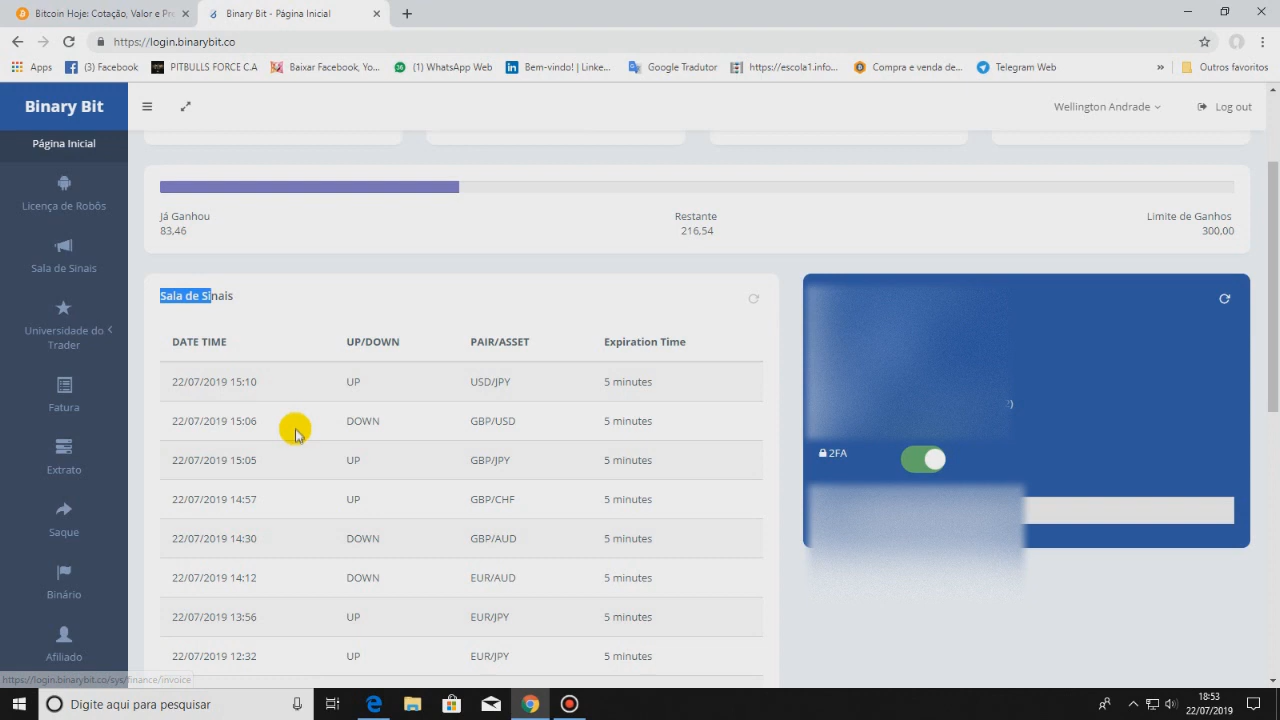 Bitcoin Hoje: Cotação, Valor e Pre
Binary Bit - Página Inicial
https://login.binarybit.co
Apps
(3) Facebook
PITBULLS FORCE C.A
Baixar Facebook, Yo...
(1) WhatsApp Web
Bem-vindo! | Linke...
Google Tradutor
https://escola1.info...
Compra e venda de...
Telegram Web
»
Outros favoritos
Binary Bit
Wellington Andrade
Log out
Página Inicial
Licença de Robôs
Sala de Sinais
Universidade do Trader
Fatura
Extrato
Saque
Binário
Afiliado
Já Ganhou
83,46
Restante
216,54
Limite de Ganhos
300,00
Sala de Sinais
DATE TIME UP/DOWN PAIR/ASSET Expiration Time
22/07/2019 15:10 UP USD/JPY 5 minutes
22/07/2019 15:06 DOWN GBP/USD 5 minutes
22/07/2019 15:05 UP GBP/JPY 5 minutes
22/07/2019 14:57 UP GBP/CHF 5 minutes
22/07/2019 14:30 DOWN GBP/AUD 5 minutes
22/07/2019 14:12 DOWN EUR/AUD 5 minutes
22/07/2019 13:56 UP EUR/JPY 5 minutes
22/07/2019 12:32 UP EUR/JPY 5 minutes
2FA
https://login.binarybit.co/sys/finance/invoice
Digite aqui para pesquisar
18:53
22/07/2019